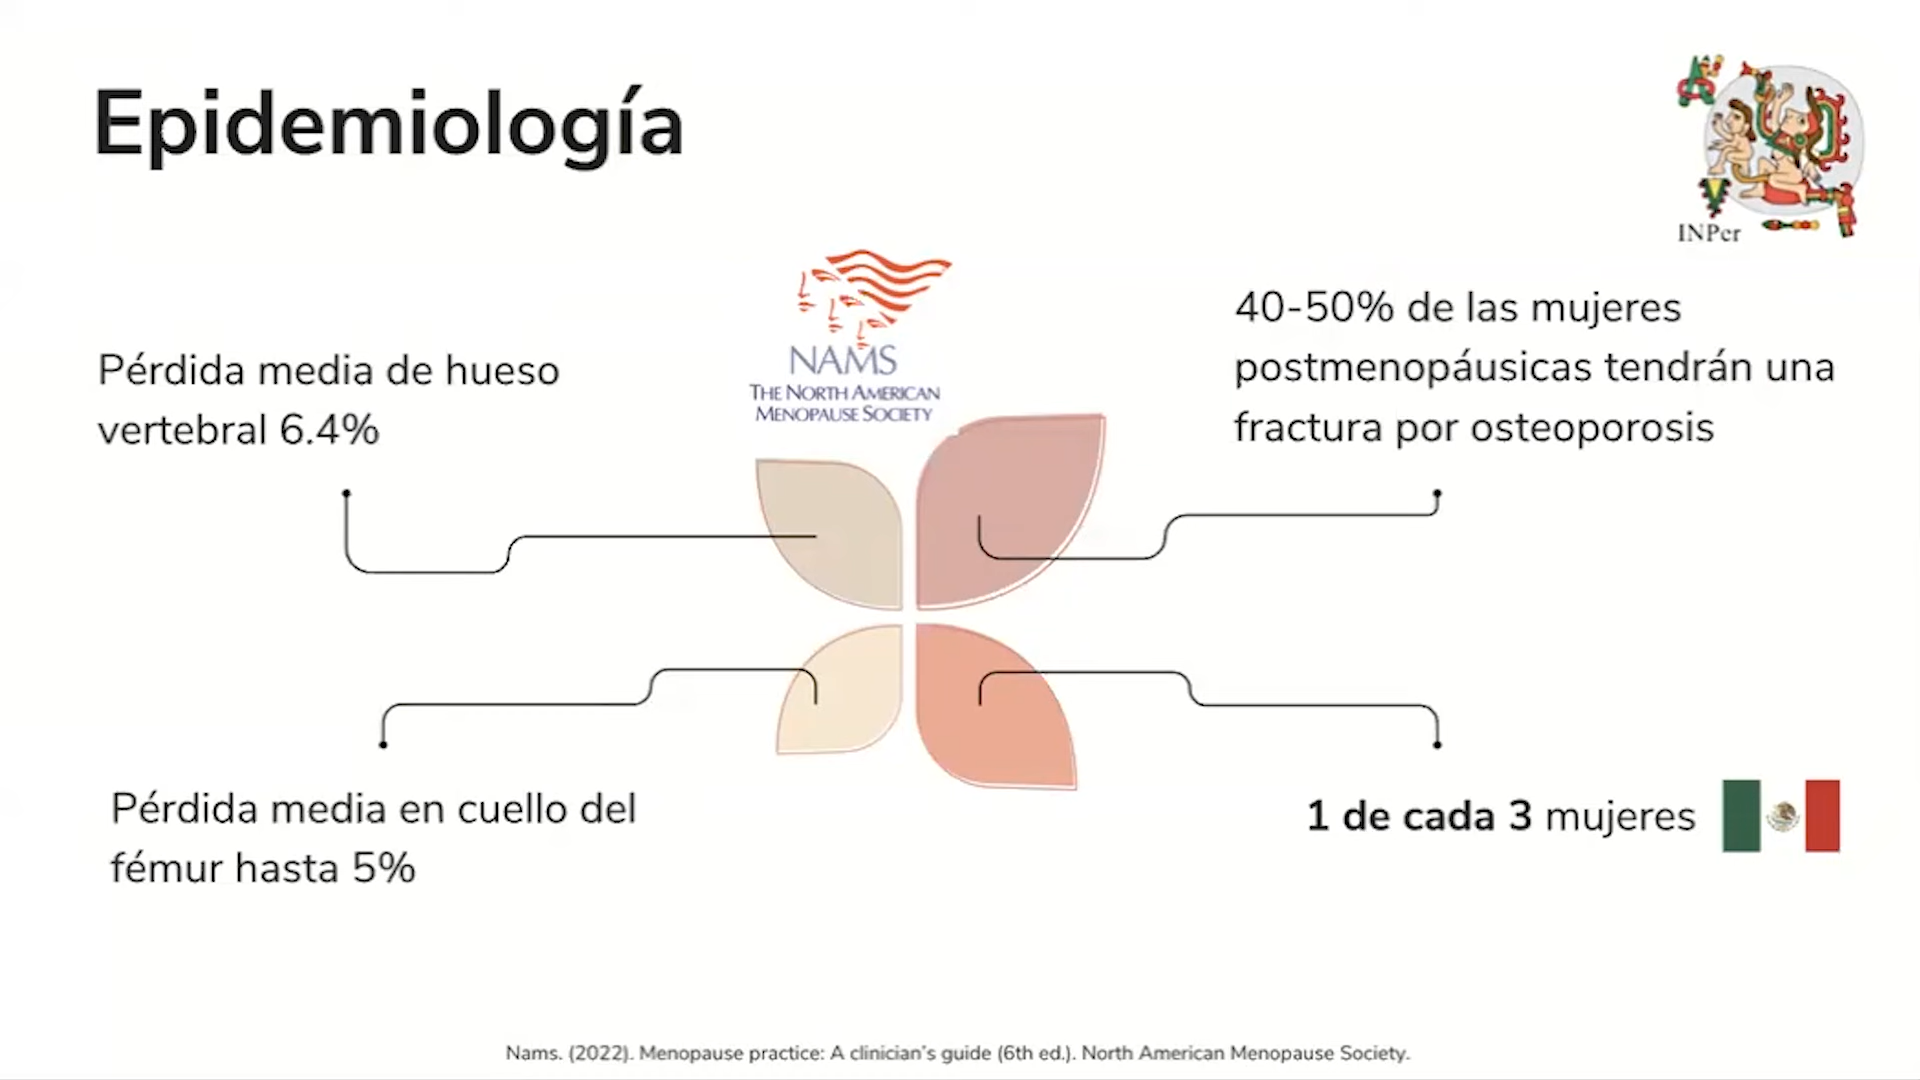 Epidemiología
INPer
NAMS
THE NORTH AMERICAN
MENOPAUSE SOCIETY
Pérdida media de hueso
vertebral 6.4%
40-50% de las mujeres
postmenopáusicas tendrán una
fractura por osteoporosis
Pérdida media en cuello del
fémur hasta 5%
1 de cada 3 mujeres
Nams. (2022). Menopause practice: A clinician's guide (6th ed.). North American Menopause Society.